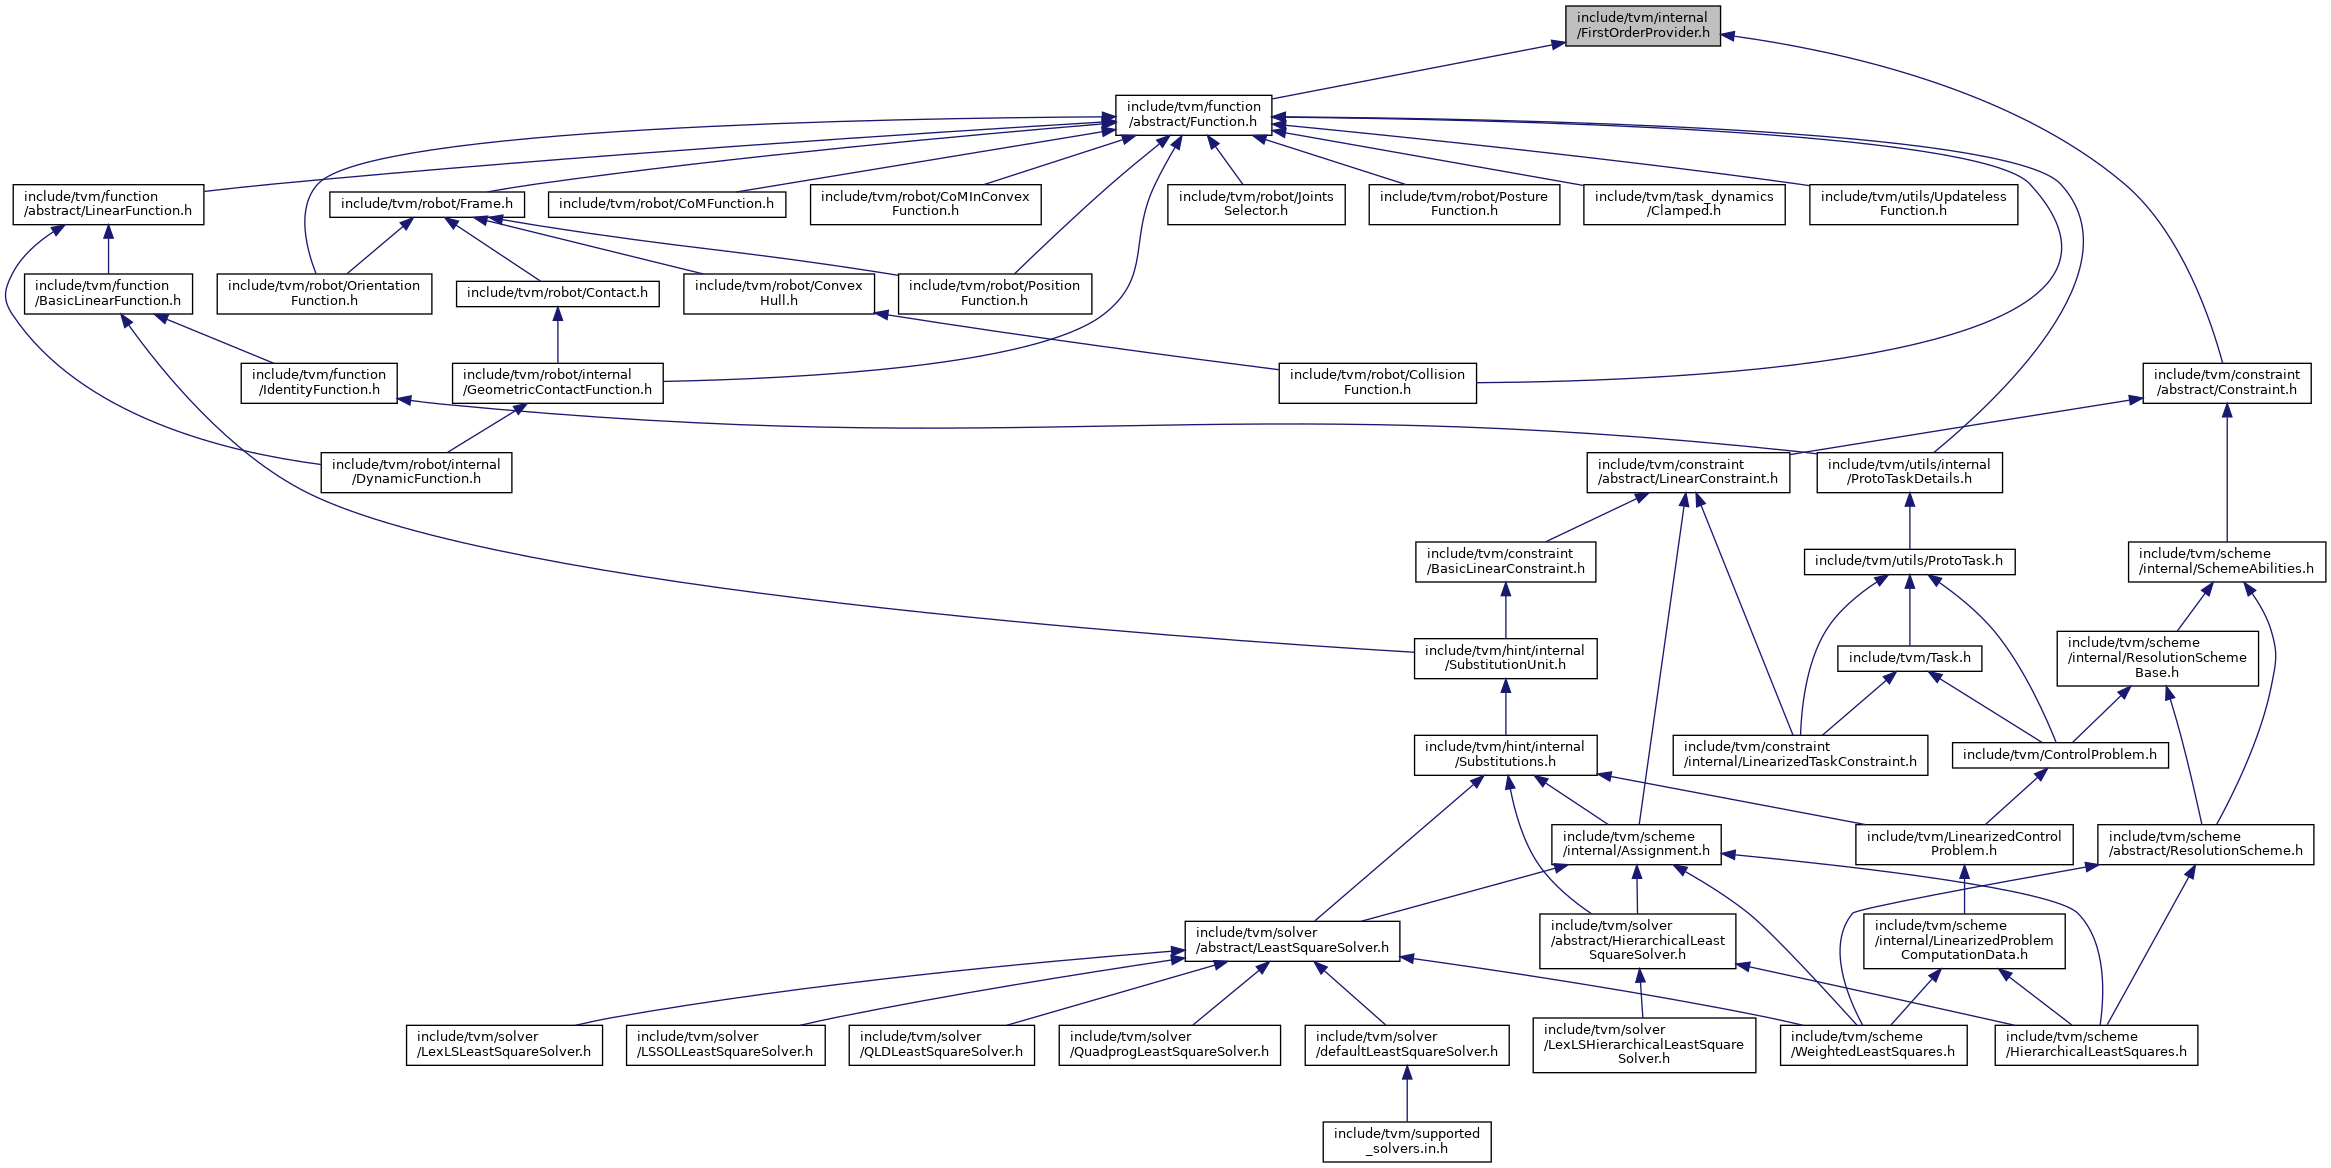 include/tvm/internal
/FirstOrderProvider.h
include/tvm/function
/abstract/Function.h
include/tvm/function
/abstract/LinearFunction.h
include/tvm/robot/Frame.h
include/tvm/robot/CoMFunction.h
include/tvm/robot/CoMInConvex
Function.h
include/tvm/robot/Joints
Selector.h
include/tvm/robot/Posture
Function.h
include/tvm/task_dynamics
/Clamped.h
include/tvm/utils/Updateless
Function.h
include/tvm/function
/BasicLinearFunction.h
include/tvm/robot/Orientation
Function.h
include/tvm/robot/Contact.h
include/tvm/robot/Convex
Hull.h
include/tvm/robot/Position
Function.h
include/tvm/function
/IdentityFunction.h
include/tvm/robot/internal
/GeometricContactFunction.h
include/tvm/robot/Collision
Function.h
include/tvm/constraint
/abstract/Constraint.h
include/tvm/robot/internal
/DynamicFunction.h
include/tvm/constraint
/abstract/LinearConstraint.h
include/tvm/utils/internal
/ProtoTaskDetails.h
include/tvm/constraint
/BasicLinearConstraint.h
include/tvm/utils/ProtoTask.h
include/tvm/scheme
/internal/SchemeAbilities.h
include/tvm/hint/internal
/SubstitutionUnit.h
include/tvm/Task.h
include/tvm/scheme
/internal/ResolutionScheme
Base.h
include/tvm/hint/internal
/Substitutions.h
include/tvm/constraint
/internal/LinearizedTaskConstraint.h
include/tvm/ControlProblem.h
include/tvm/scheme
/internal/Assignment.h
include/tvm/LinearizedControl
Problem.h
include/tvm/scheme
/abstract/ResolutionScheme.h
include/tvm/solver
/abstract/LeastSquareSolver.h
include/tvm/solver
/abstract/HierarchicalLeast
SquareSolver.h
include/tvm/scheme
/internal/LinearizedProblem
ComputationData.h
include/tvm/solver
/LexLSLeastSquareSolver.h
include/tvm/solver
/LSSOLLeastSquareSolver.h
include/tvm/solver
/QLDLeastSquareSolver.h
include/tvm/solver
/QuadprogLeastSquareSolver.h
include/tvm/solver
/defaultLeastSquareSolver.h
include/tvm/solver
/LexLSHierarchicalLeastSquare
Solver.h
include/tvm/scheme
/WeightedLeastSquares.h
include/tvm/scheme
/HierarchicalLeastSquares.h
include/tvm/supported
_solvers.in.h